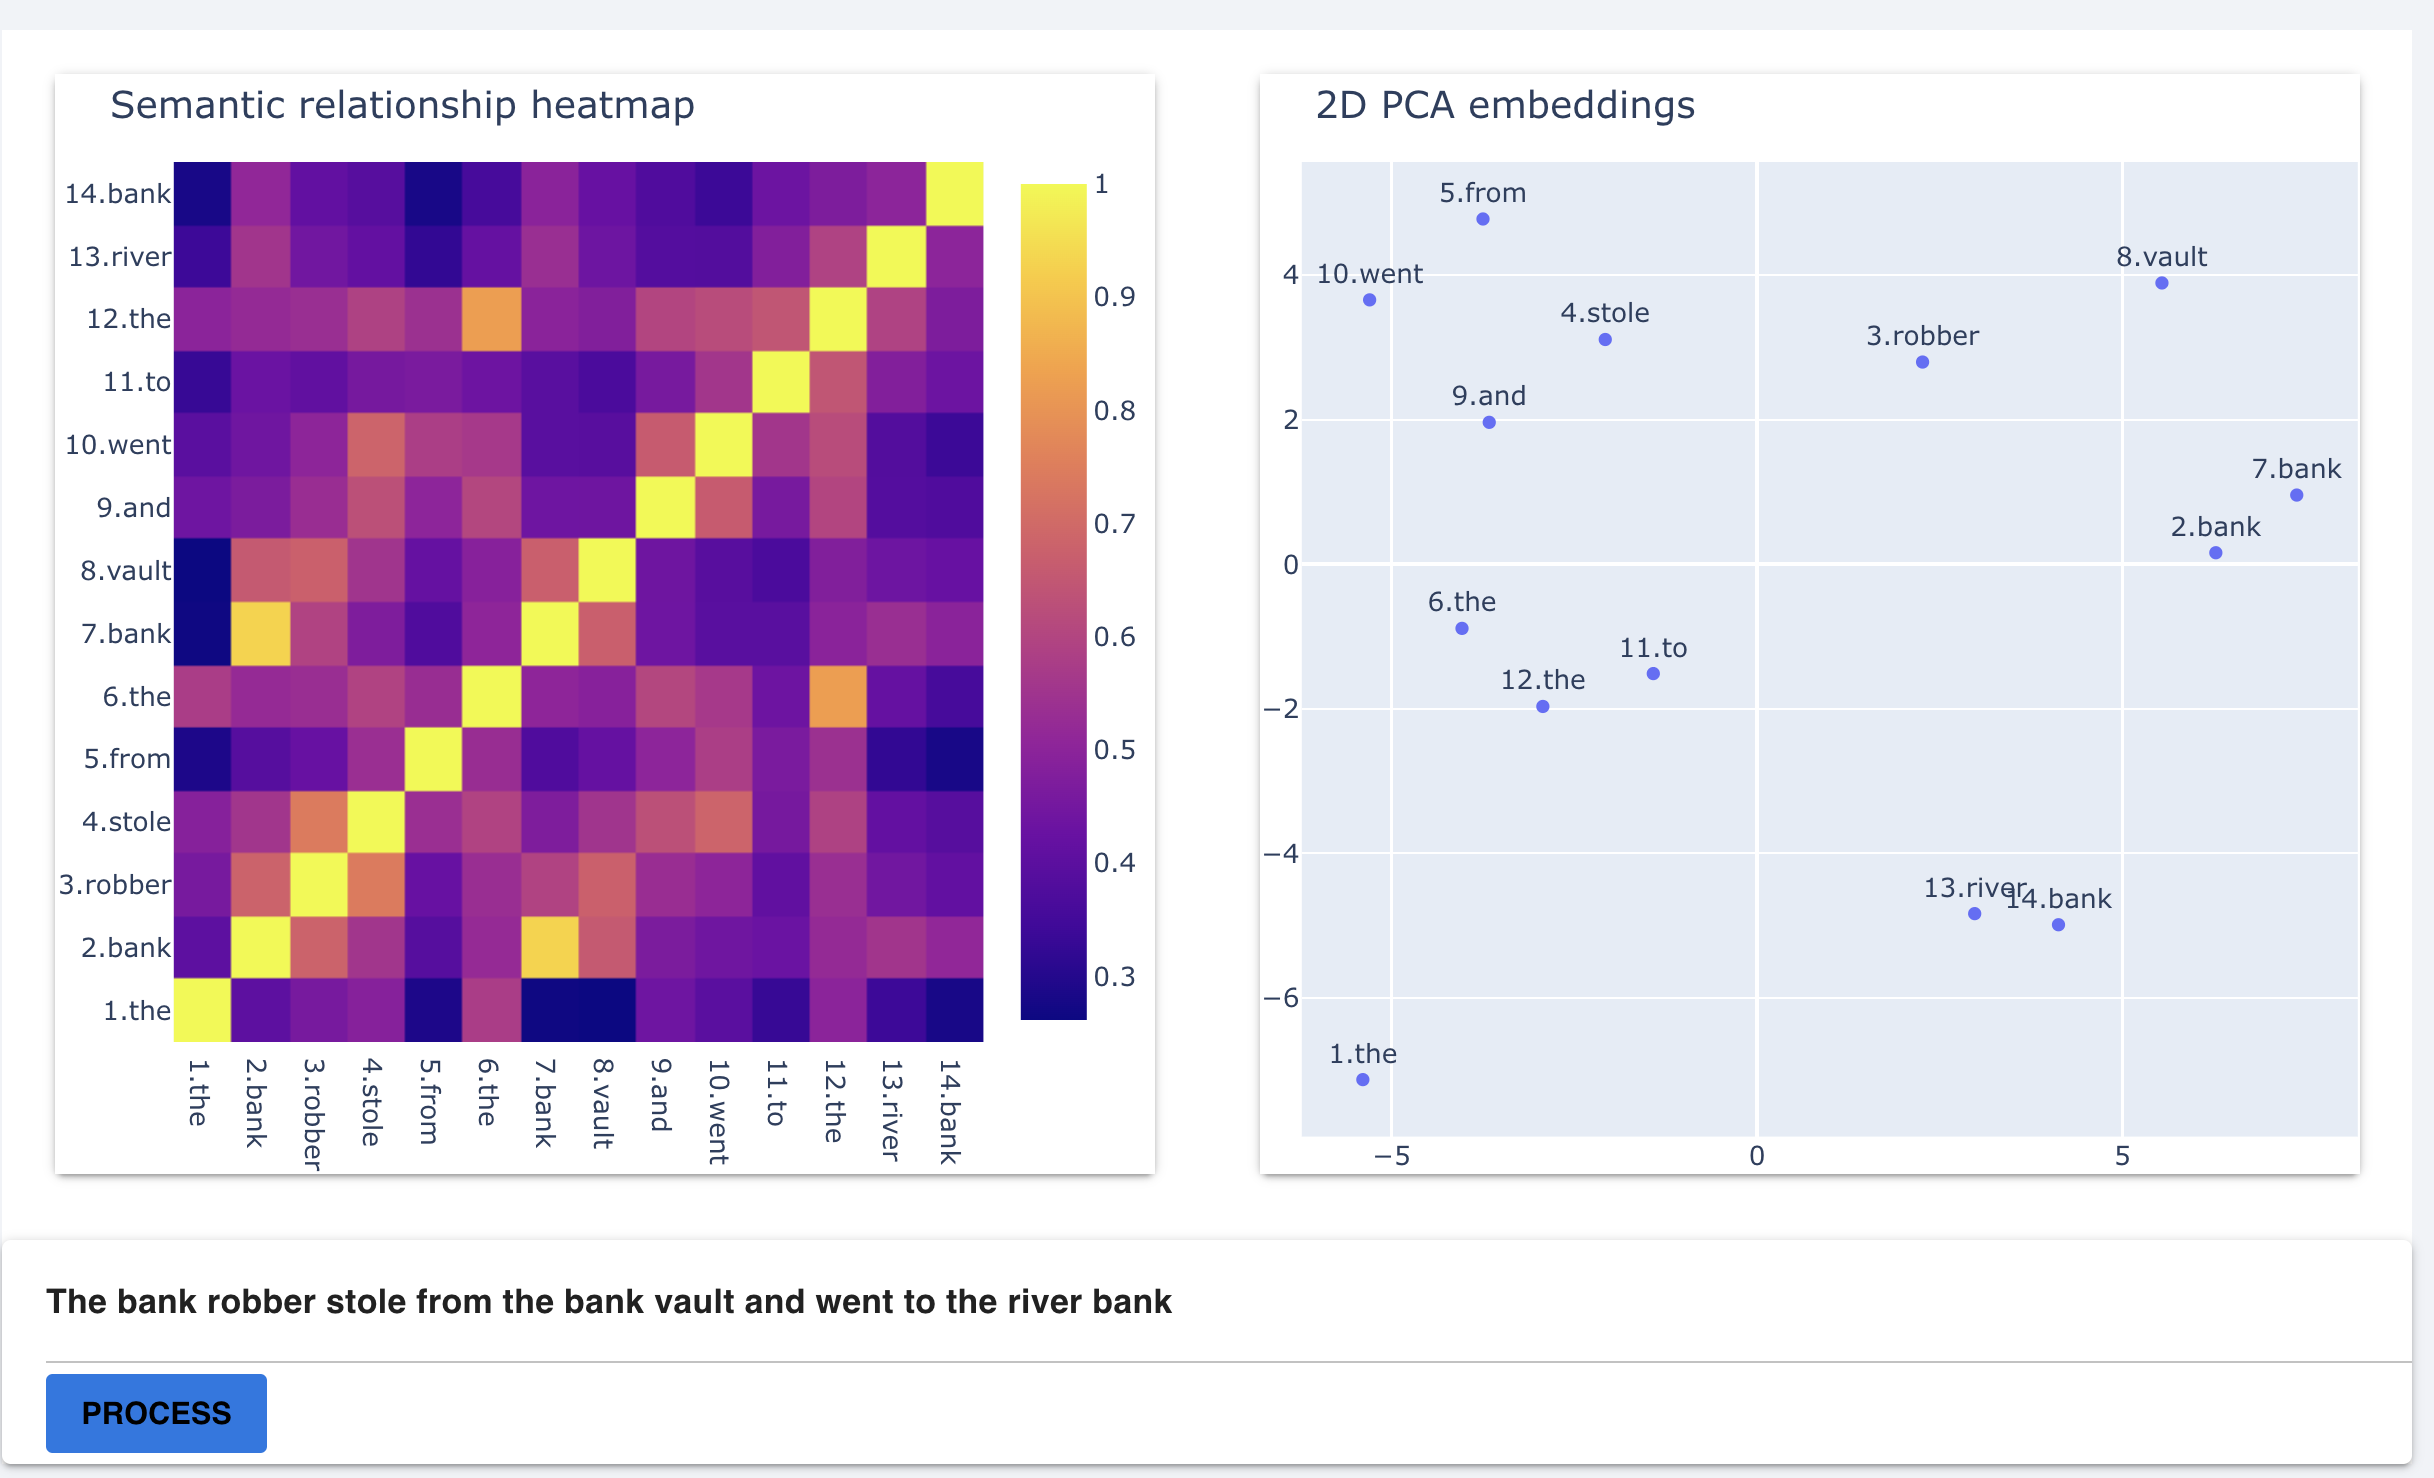 Semantic relationship heatmap
14.bank
13.river
12.the
11.to
10.went
9.and
8.vault
7.bank
6.the
5.from
4.stole
3.robber
2.bank
1.the
1.the
2.bank
3.robber
4.stole
5.from
6.the
7.bank
8.vault
9.and
10.went
11.to
12.the
13.river
14.bank
1
0.9
0.8
0.7
0.6
0.5
0.4
0.3
2D PCA embeddings
5.from
8.vault
10.went
4.stole
3.robber
9.and
7.bank
2.bank
6.the
11.to
12.the
13.river
14.bank
1.the
4
2
0
−2
−4
−6
−5
0
5
The bank robber stole from the bank vault and went to the river bank
PROCESS